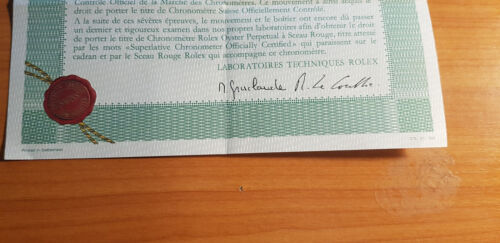 Contrôle Officiel de la Marche des Chronomètres. Ce mouvement a ainsi acquis le
droit de porter le titre de Chronomètre Suisse Officiellement Contrôlé.
A la suite de ces sévères épreuves, le mouvement et le boîtier ont encore dû passer
un dernier et rigoureux examen dans nos propres laboratoires afin d'obtenir le droit
de porter le titre de Chronomètre Rolex Oyster Perpetual à Sceau Rouge, titre attesté
par les mots «Superlative Chronometer Officially Certified» qui paraissent sur le
cadran et par le Sceau Rouge Rolex qui accompagne ce chronomètre.
LABORATOIRES TECHNIQUES ROLEX
Printed in Switzerland